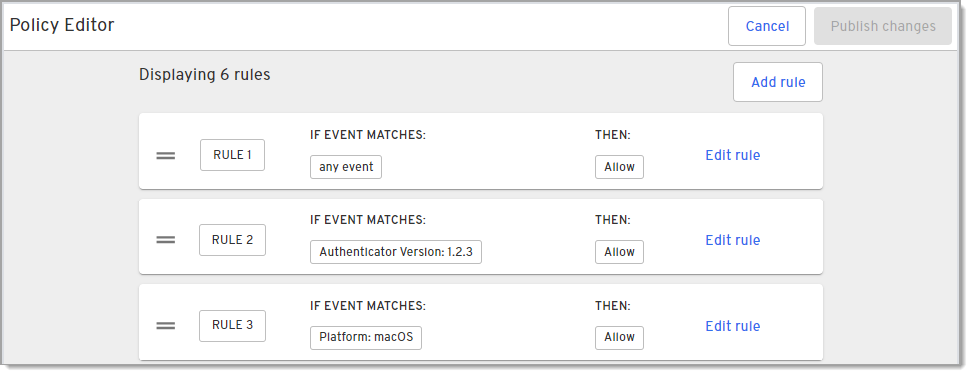 Policy Editor
Cancel
Publish changes
Displaying 6 rules
Add rule
IF EVENT MATCHES:
THEN:
RULE 1
any event
Allow
Edit rule
IF EVENT MATCHES:
THEN:
RULE 2
Authenticator Version: 1.2.3
Allow
Edit rule
IF EVENT MATCHES:
THEN:
RULE 3
Platform: macOS
Allow
Edit rule